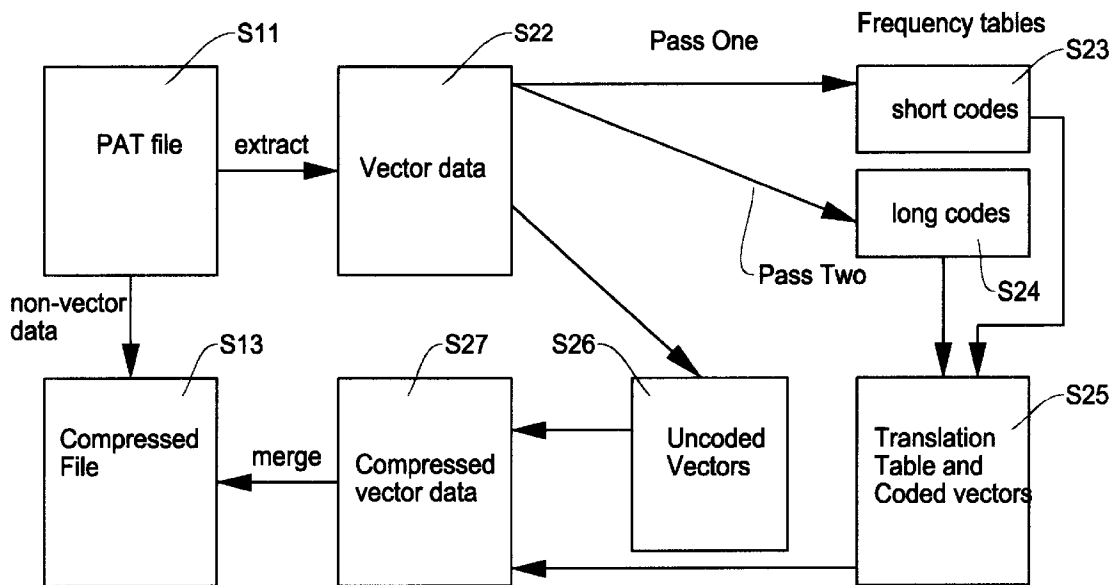 S11
S22
Pass One
Frequency tables
S23
PAT file
extract
Vector data
short codes
long codes
Pass Two
S24
non-vector
data
S13
S27
S26
S25
Compressed
File
merge
Compressed
vector data
Uncoded
Vectors
Translation
Table and
Coded vectors